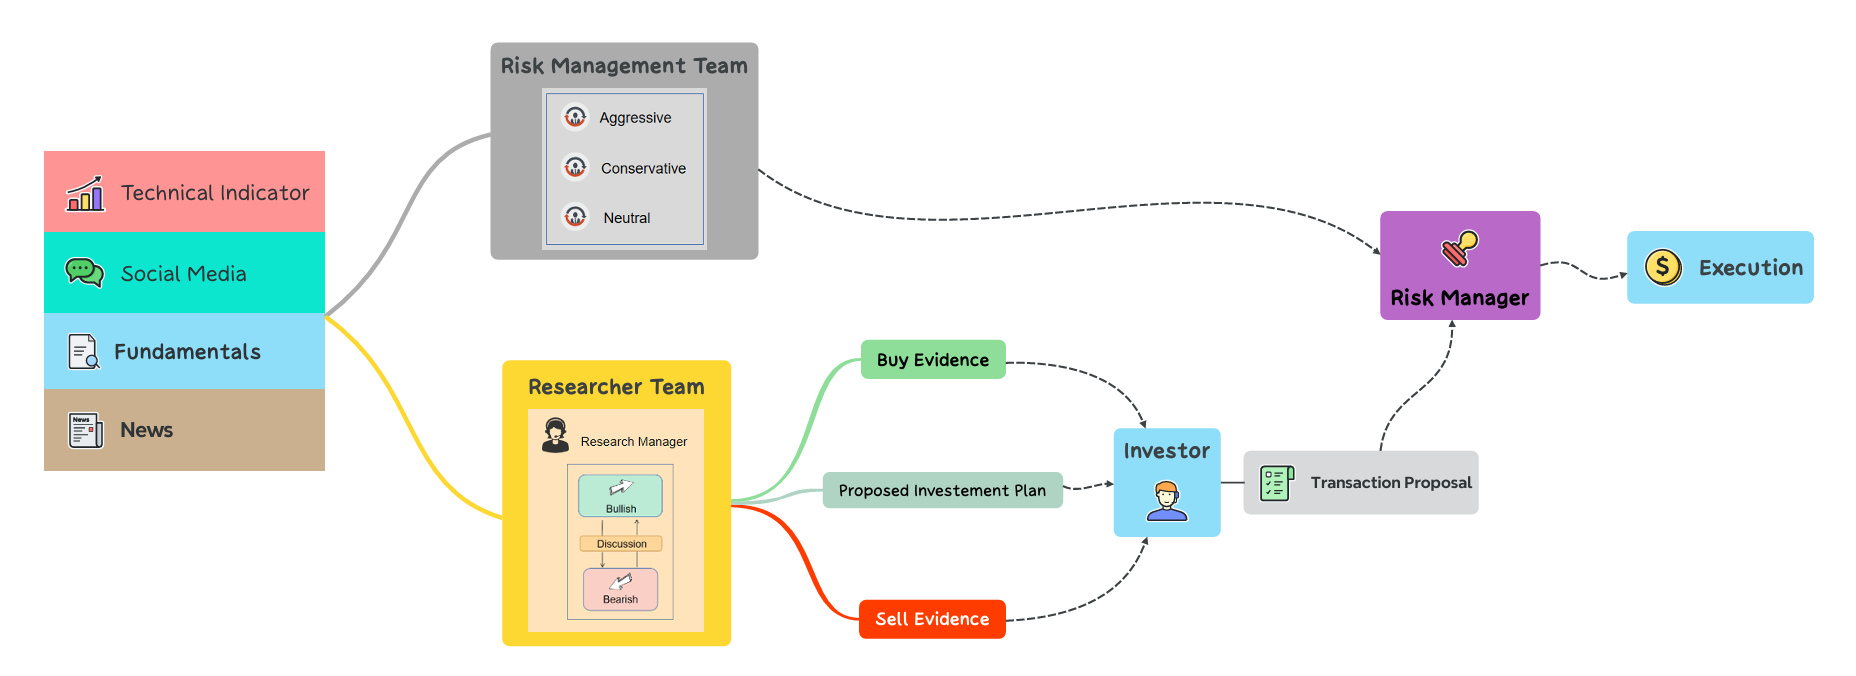 Technical Indicator
Social Media
Fundamentals
News
News
Risk Management Team
Aggressive
Conservative
Neutral
Researcher Team
Research Manager
Bullish
Discussion
Bearish
Buy Evidence
Proposed Investement Plan
Sell Evidence
Investor
Transaction Proposal
Risk Manager
$
Execution